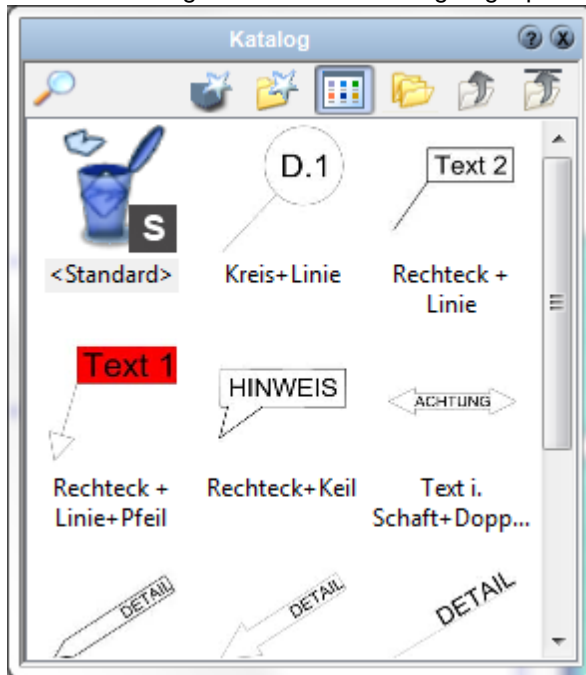 Katalog
S
D.1
Text 2
<Standard>
Kreis+Linie
Rechteck +
Linie
Text 1
HINWEIS
ACHTUNG
Rechteck +
Linie+Pfeil
Rechteck+Keil
Text i.
Schaft+Dopp...
DETAIL
DETAIL
DETAIL